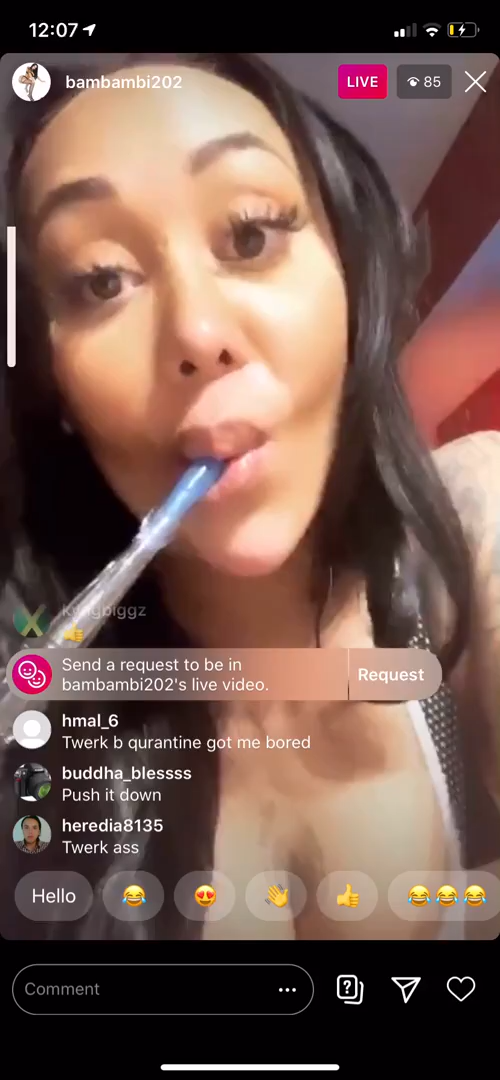 12:07
bambambi202
LIVE
85
kyngbiggz
Send a request to be in
bambambi202's live video.
Request
hmal_6
Twerk b qurantine got me bored
buddha_blessss
Push it down
heredia8135
Twerk ass
Hello
Comment